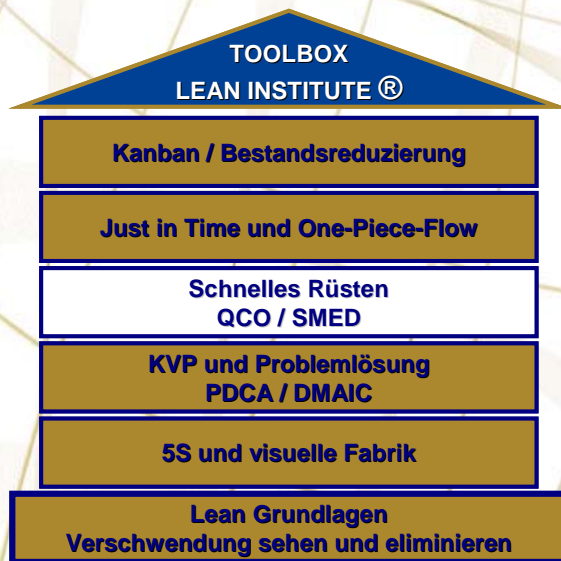 TOOLBOX
LEAN INSTITUTE ®
Kanban / Bestandsreduzierung
Just in Time und One-Piece-Flow
Schnelles Rüsten
QCO / SMED
KVP und Problemlösung
PDCA / DMAIC
5S und visuelle Fabrik
Lean Grundlagen
Verschwendung sehen und eliminieren